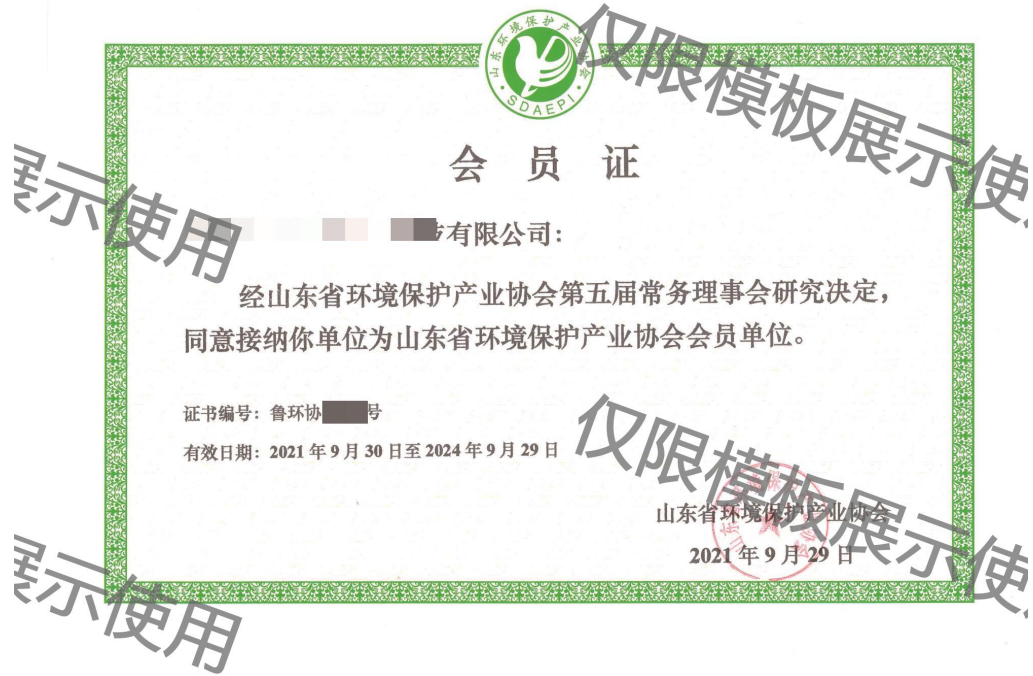 山东环境保护产业协会
SDAEPI
仅限模板展示使用
会员证
有限公司：
经山东省环境保护产业协会第五届常务理事会研究决定，
同意接纳你单位为山东省环境保护产业协会会员单位。
证书编号：鲁环协 号
有效日期：2021年9月30日至2024年9月29日
山东省环境保护产业协会
2021年9月29日
展示使用
仅限模板展示使用
展示使用